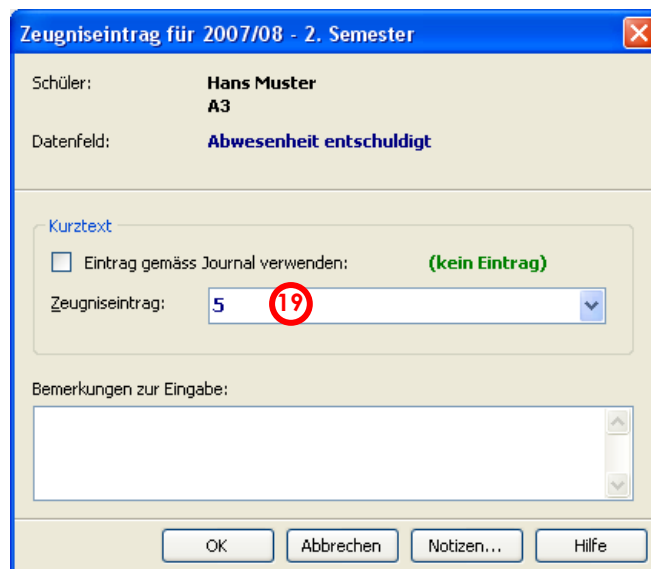 Zeugniseintrag für 2007/08 - 2. Semester
Schüler: Hans Muster
A3
Datenfeld: Abwesenheit entschuldigt
Kurztext
Eintrag gemäss Journal verwenden: (kein Eintrag)
Zeugniseintrag: 5 19
Bemerkungen zur Eingabe:
OK Abbrechen Notizen... Hilfe